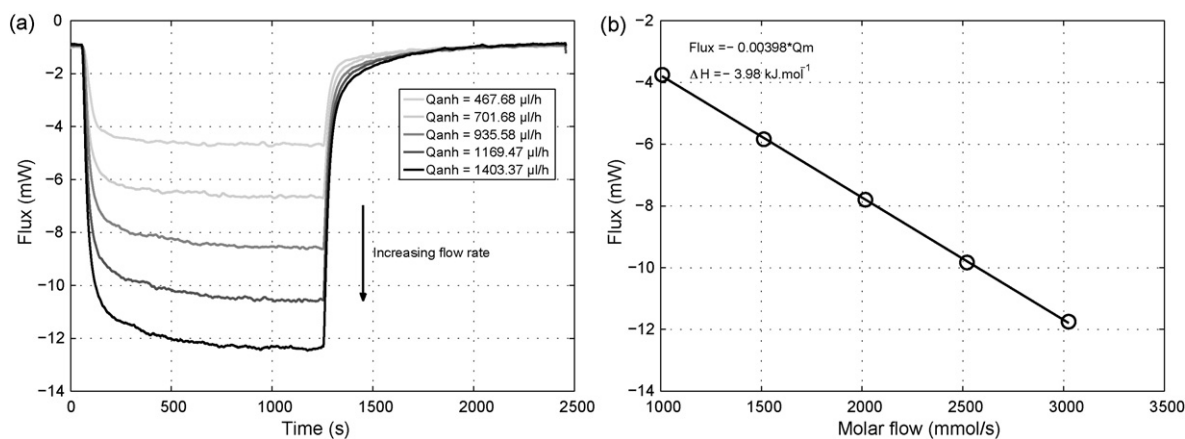 (a)
0
−2
−4
−6
−8
−10
−12
−14
Flux (mW)
Qanh = 467.68 µl/h
Qanh = 701.68 µl/h
Qanh = 935.58 µl/h
Qanh = 1169.47 µl/h
Qanh = 1403.37 µl/h
Increasing flow rate
0 500 1000 1500 2000 2500
Time (s)
(b)
−2
−4
−6
−8
−10
−12
−14
Flux (mW)
Flux =− 0.00398*Qm
Δ H =− 3.98 kJ.mol⁻¹
1000 1500 2000 2500 3000 3500
Molar flow (mmol/s)